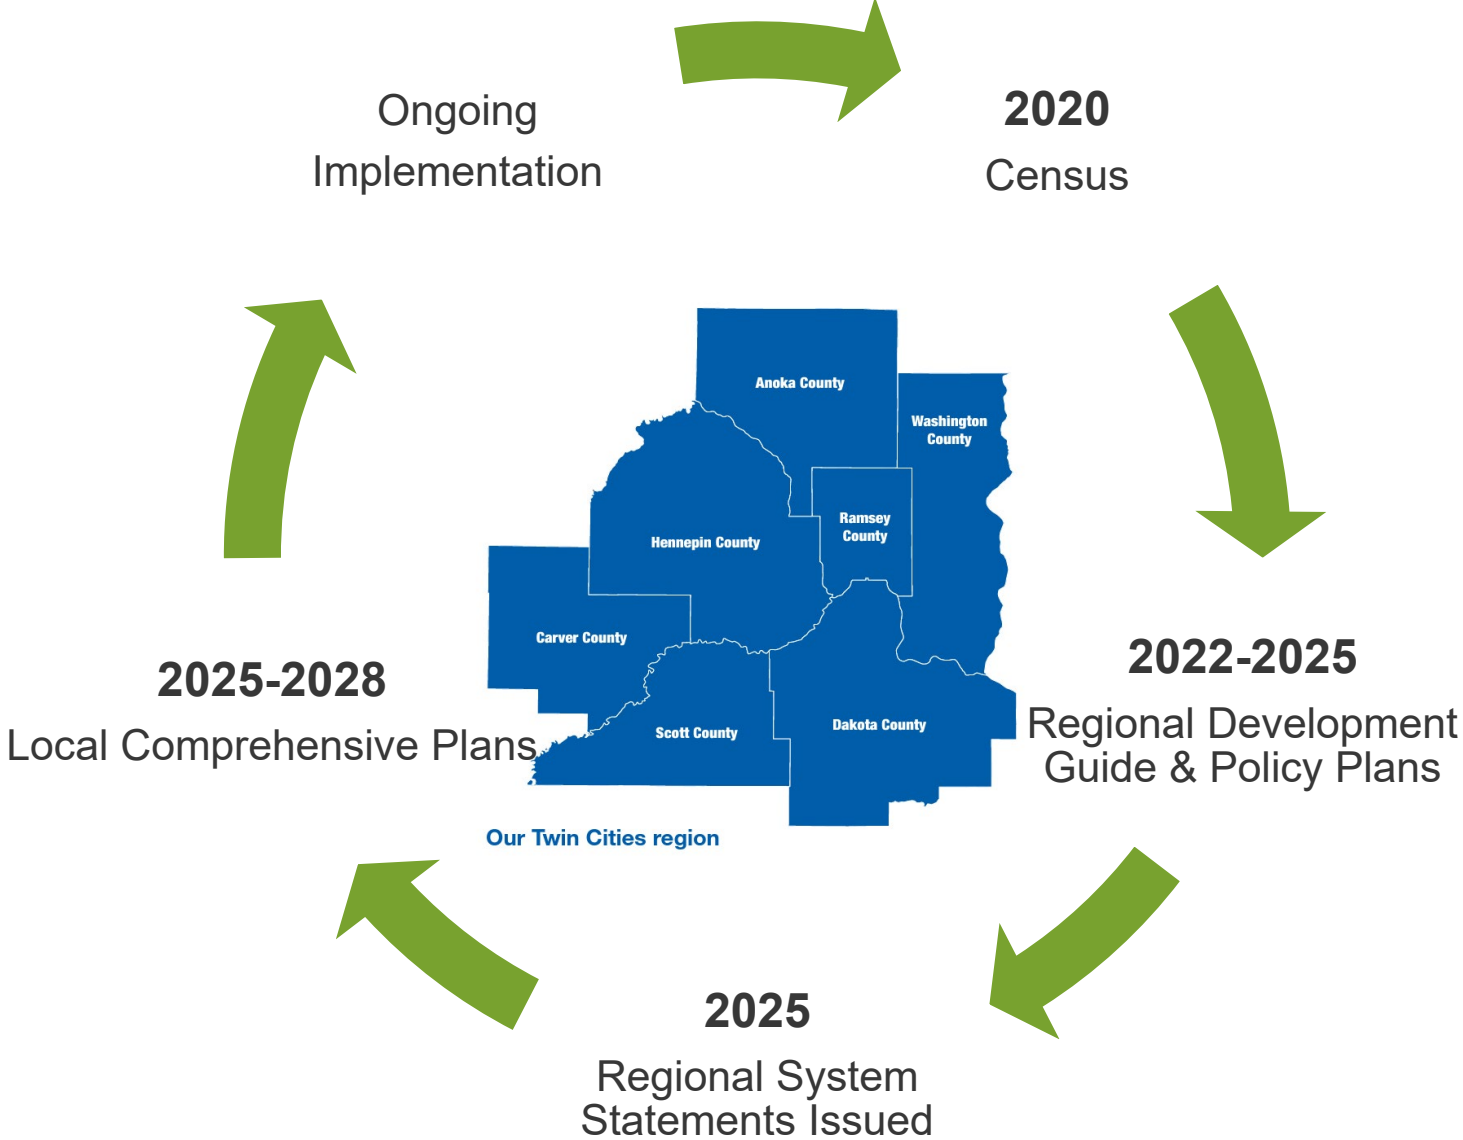 Ongoing
Implementation
2020
Census
2022-2025
Regional Development
Guide & Policy Plans
2025
Regional System
Statements Issued
2025-2028
Local Comprehensive Plans
Anoka County
Washington
County
Ramsey
County
Hennepin County
Carver County
Scott County
Dakota County
Our Twin Cities region